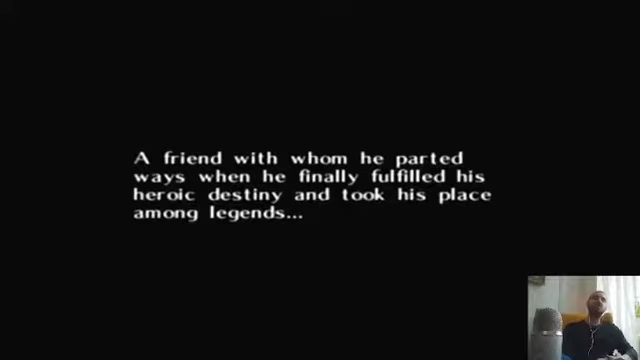 A friend with whom he parted
ways when he finally fulfilled his
heroic destiny and took his place
among legends...